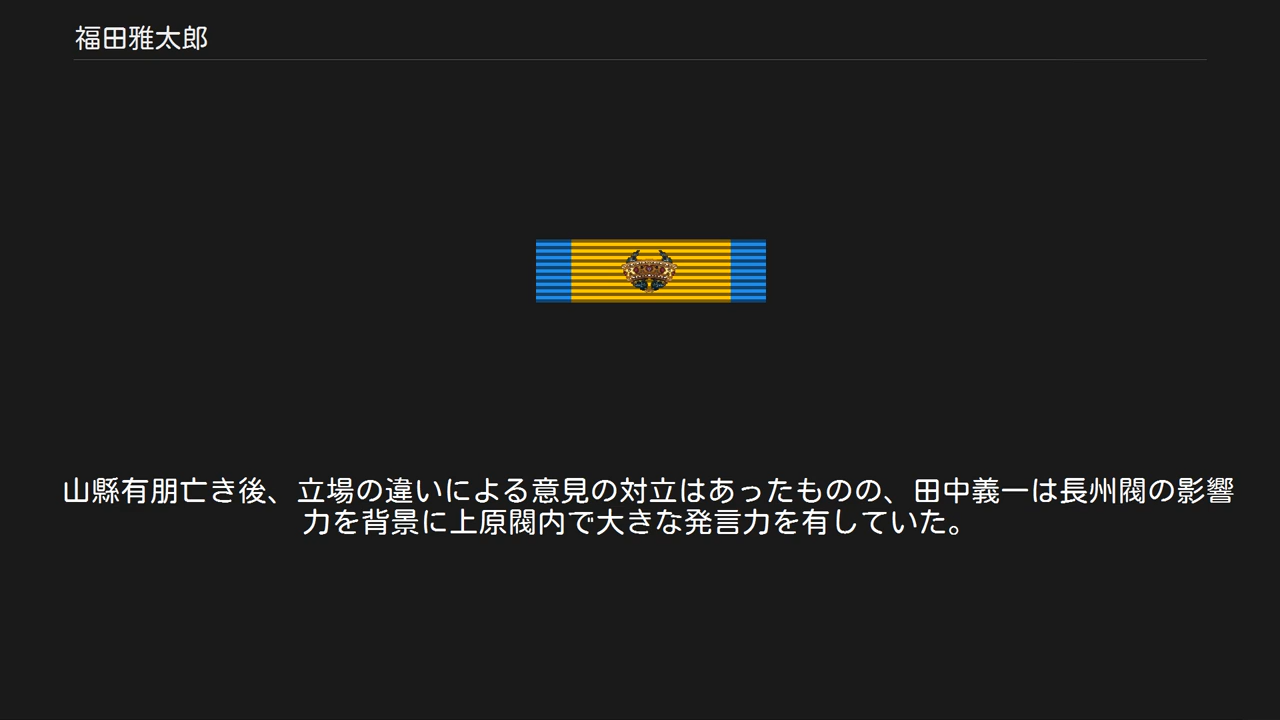 福田雅太郎
山縣有朋亡き後、立場の違いによる意見の対立はあったものの、田中義一は長州閥の影響
力を背景に上原閥内で大きな発言力を有していた。